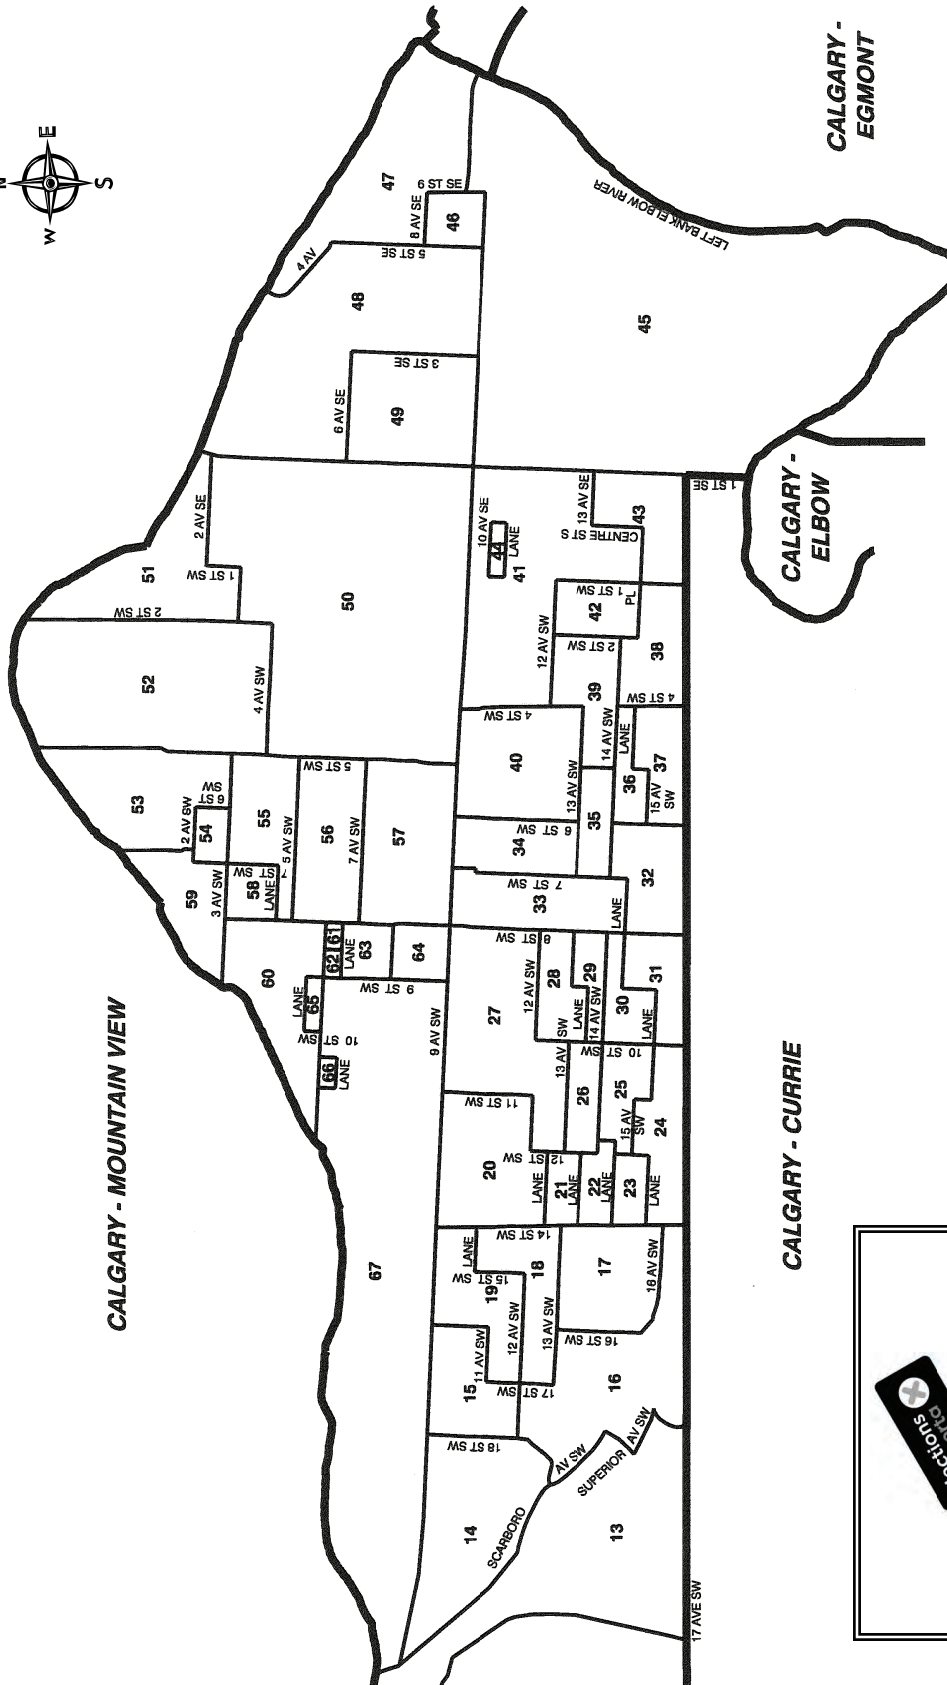 CALGARY -
EGMONT
N
E
S
W
47
9 ST SE
8 AV SE
46
5 ST SE
4 AV
LEFT BANK ELBOW RIVER
48
45
3 ST SE
6 AV SE
49
2 AV SE
1 ST SW
51
2 ST SW
50
10 AV SE
44
LANE
41
13 AV SE
CENTRE ST S
43
1 ST SE
CALGARY -
ELBOW
1 ST SW
PL
42
2 ST SW
12 AV SW
38
52
4 AV SW
4 ST SW
39
14 AV SW
4 ST SW
40
13 AV SW
LANE
36
37
15 AV
SW
53
2 AV SW
6 ST
SW
54
55
5 ST SW
5 AV SW
56
7 AV SW
57
6 ST SW
34
35
32
59
3 AV SW
58
LANE
7 ST SW
7 ST SW
33
LANE
60
62
61
LANE
63
64
9 ST SW
LANE
65
10 ST SW
66
LANE
9 AV SW
8 ST SW
27
12 AV SW
28
LANE
29
14 AV SW
30
31
LANE
13 AV
SW
10 ST SW
26
25
15 AV
SW
24
11 ST SW
20
12 ST SW
LANE
21
LANE
22
LANE
23
LANE
CALGARY - MOUNTAIN VIEW
CALGARY - CURRIE
67
14 ST SW
LANE
15 ST SW
19
18
17
16 AV SW
12 AV SW
13 AV SW
16 ST SW
11 AV SW
15
17 ST SW
16
18 ST SW
AV SW
SUPERIOR
AV SW
14
SCARBORO
13
17 AVE SW